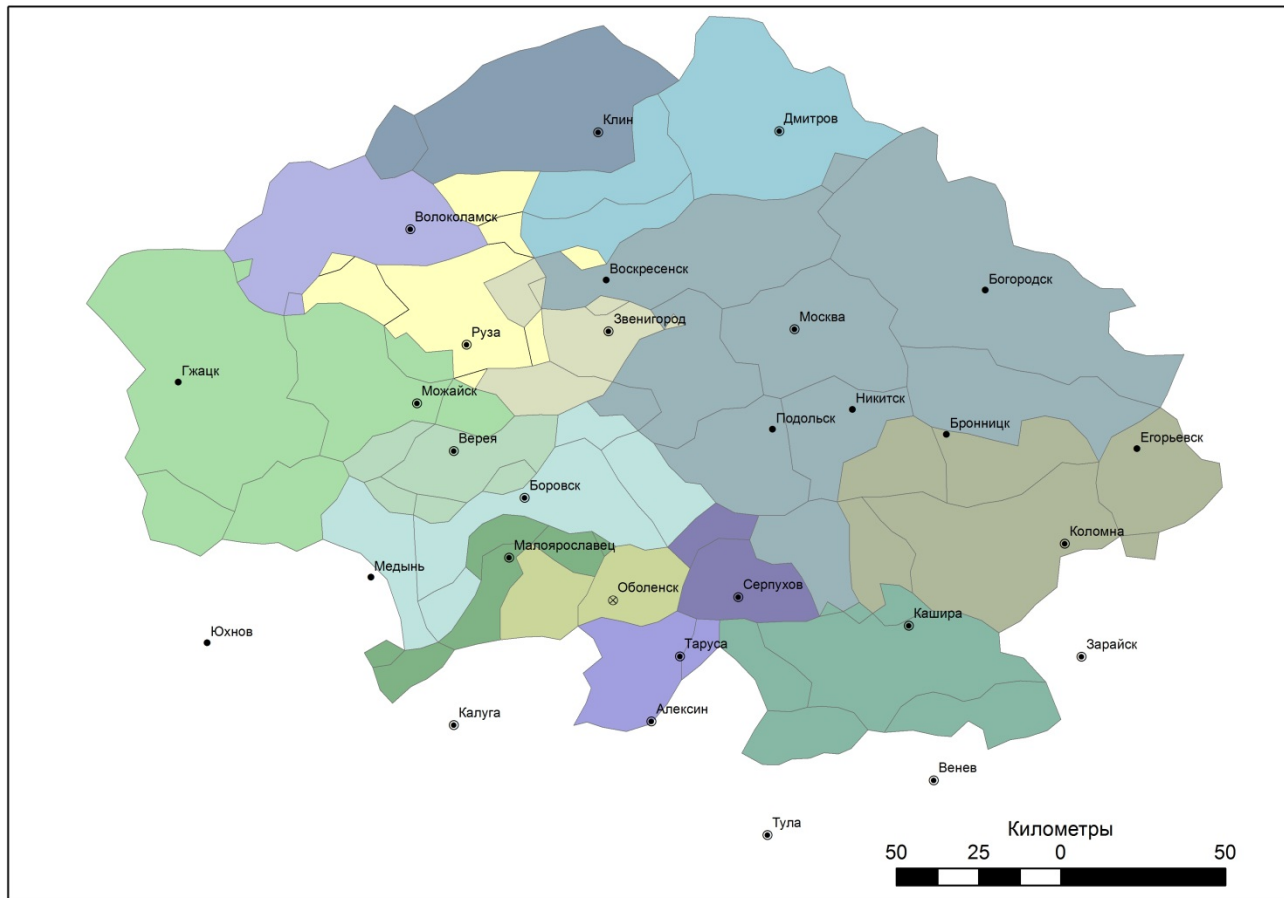 Клин
Дмитров
Волоколамск
Воскресенск
Богородск
Звенигород
Москва
Руза
Гжацк
Можайск
Никитск
Подольск
Бронницк
Верея
Егорьевск
Боровск
Коломна
Малоярославец
Медынь
Оболенск
Серпухов
Кашира
Юхнов
Таруса
Зарайск
Калуга
Алексин
Венев
Тула
Километры
50 25 0 50